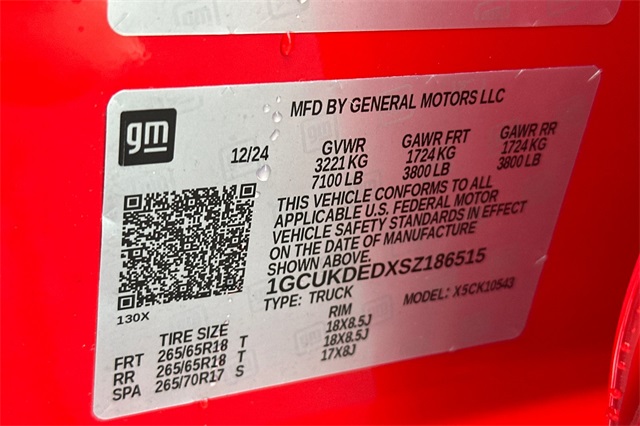 gm
MFD BY GENERAL MOTORS LLC
12/24 GVWR GAWR FRT GAWR RR
3221 KG 1724 KG 1724 KG
7100 LB 3800 LB 3800 LB
THIS VEHICLE CONFORMS TO ALL
APPLICABLE U.S. FEDERAL MOTOR
VEHICLE SAFETY STANDARDS IN EFFECT
ON THE DATE OF MANUFACTURE
SHOWN ABOVE.
1GCUKDEDXSZ186515
TYPE: TRUCK MODEL: X5CK10543
130X
TIRE SIZE RIM
FRT 265/65R18 T 18X8.5J
RR 265/65R18 T 18X8.5J
SPA 265/70R17 S 17X8J